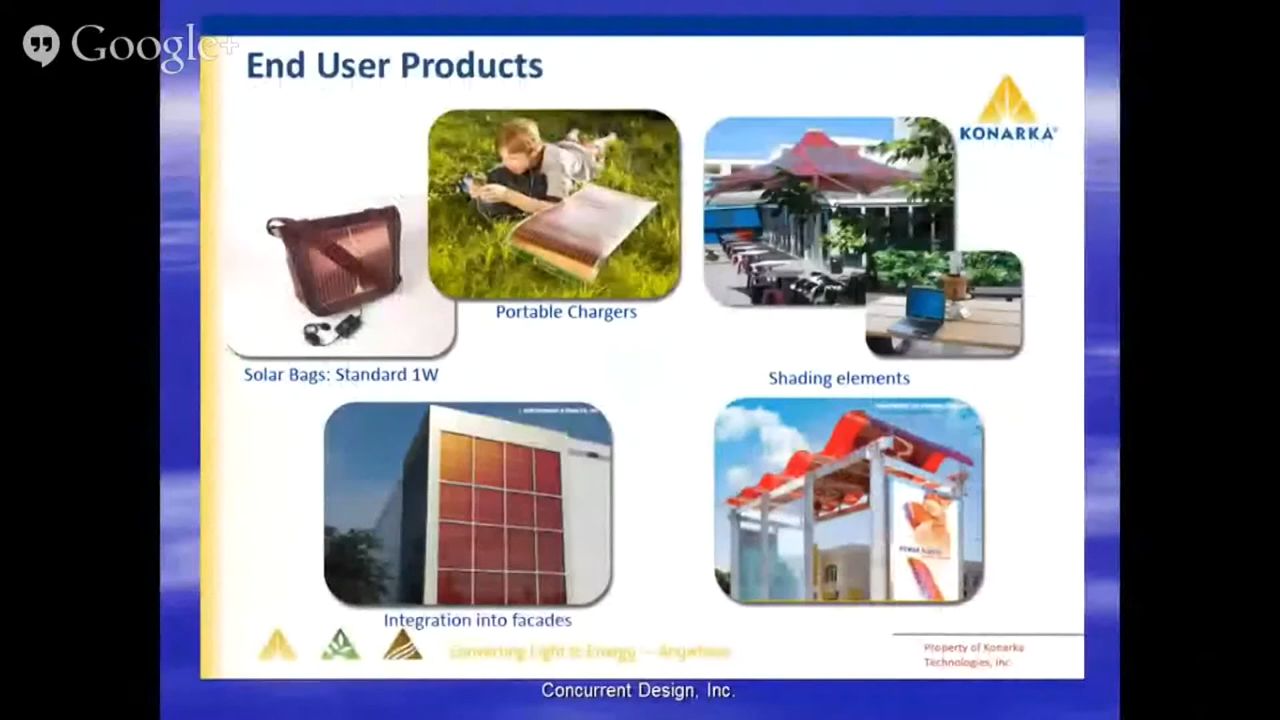 Google+
End User Products
KONARKA®
Portable Chargers
Solar Bags: Standard 1W
Shading elements
Integration into facades
Converting Light to Energy — Anywhere
Property of Konarka
Technologies, Inc.
Concurrent Design, Inc.